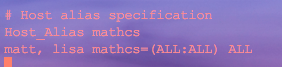 # Host alias specification
Host_Alias mathcs
matt, lisa mathcs=(ALL:ALL) ALL